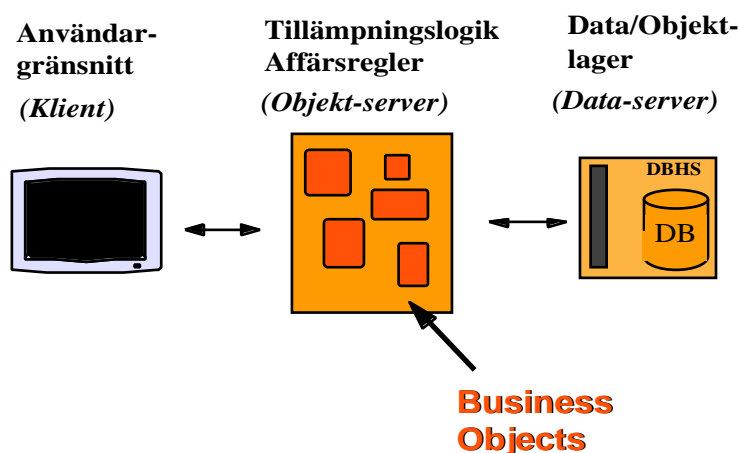 Användar-
gränsnitt
(Klient)
Tillämpningslogik
Affärsregler
(Objekt-server)
Data/Objekt-
lager
(Data-server)
DBHS
DB
Business
Objects